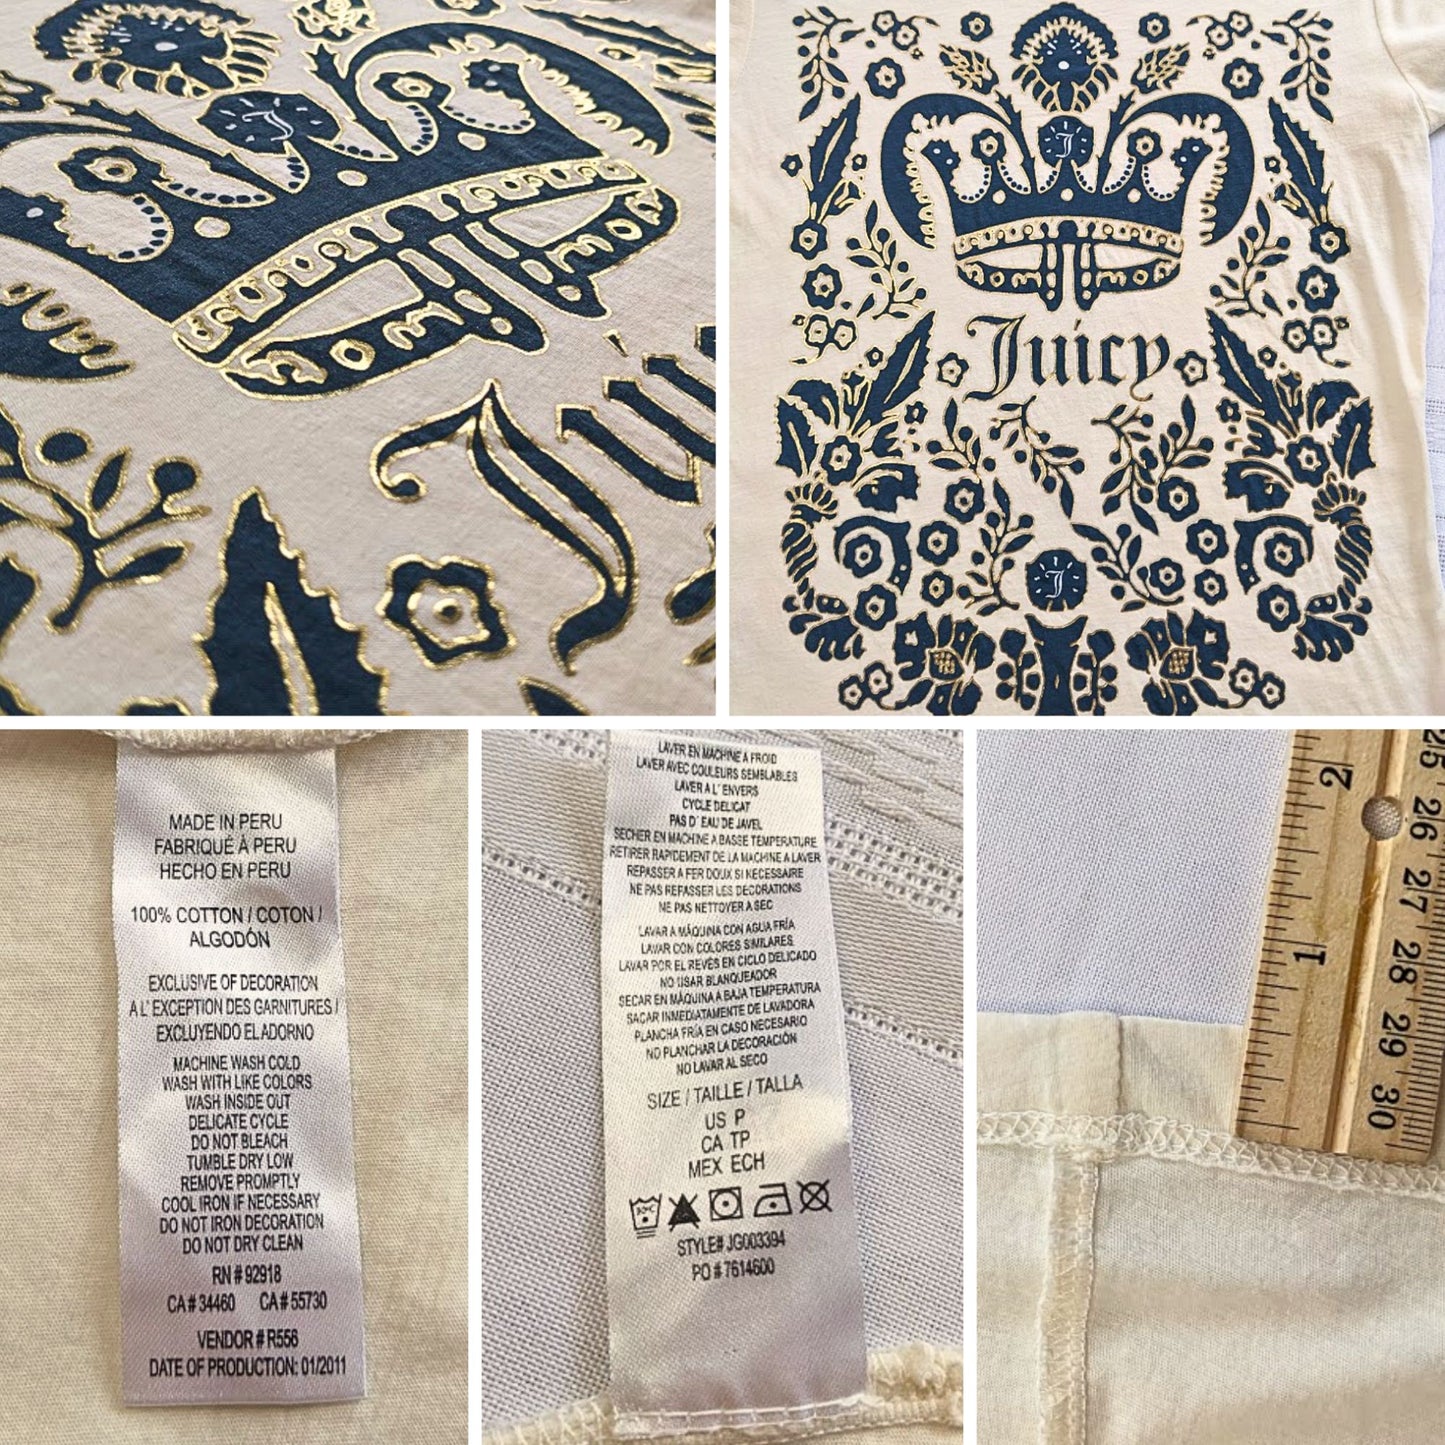 J
J
Juicy
J
MADE IN PERU
FABRIQUÉ À PERU
HECHO EN PERU
100% COTTON / COTON /
ALGODÓN
EXCLUSIVE OF DECORATION
A L' EXCEPTION DES GARNITURES /
EXCLUYENDO EL ADORNO
MACHINE WASH COLD
WASH WITH LIKE COLORS
WASH INSIDE OUT
DELICATE CYCLE
DO NOT BLEACH
TUMBLE DRY LOW
REMOVE PROMPTLY
COOL IRON IF NECESSARY
DO NOT IRON DECORATION
DO NOT DRY CLEAN
RN # 92918
CA # 34460 CA # 55730
VENDOR # R556
DATE OF PRODUCTION: 01/2011
LAVER EN MACHINE A FROID
LAVER AVEC COULEURS SEMBLABLES
LAVER A L' ENVERS
CYCLE DELICAT
PAS D' EAU DE JAVEL
SECHER EN MACHINE A BASSE TEMPERATURE
RETIRER RAPIDEMENT DE LA MACHINE A LAVER
REPASSER A FER DOUX SI NECESSAIRE
NE PAS REPASSER LES DECORATIONS
NE PAS NETTOYER A SEC
LAVAR A MÁQUINA CON AGUA FRÍA
LAVAR CON COLORES SIMILARES
LAVAR POR EL REVÉS EN CICLO DELICADO
NO USAR BLANQUEADOR
SECAR EN MÁQUINA A BAJA TEMPERATURA
SACAR INMEDIATAMENTE DE LAVADORA
PLANCHA FRÍA EN CASO NECESARIO
NO PLANCHAR LA DECORACIÓN
NO LAVAR AL SECO
SIZE / TAILLE / TALLA
US P
CA TP
MEX ECH
STYLE# JG003394
PO # 7614600
2
1
25
26
27
28
29
30